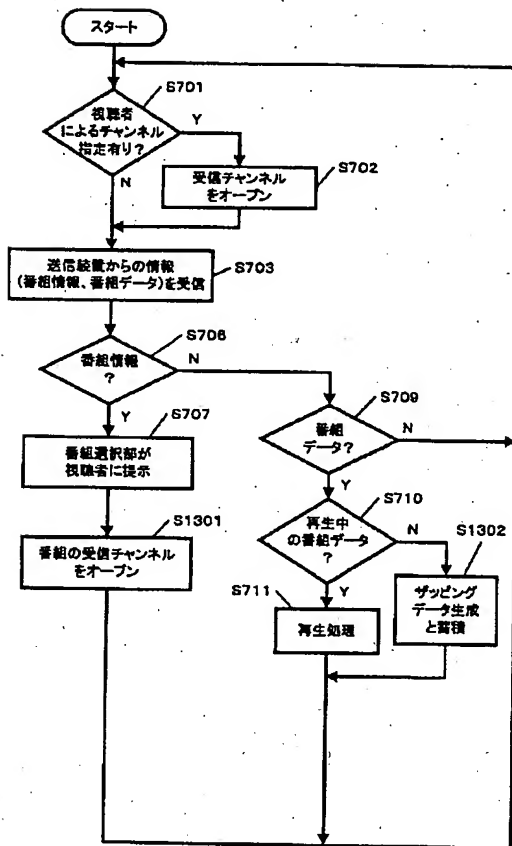 スタート
S701
視聴者
によるチャンネル
指定有り?
Y
N
S702
受信チャンネル
をオープン
S703
送信装置からの情報
(番組情報、番組データ)を受信
S706
番組情報
?
N
Y
S707
番組選択部が
視聴者に提示
S709
番組
データ?
N
Y
S1301
番組の受信チャンネル
をオープン
S710
再生中
の番組データ
?
N
Y
S1302
ザッピング
データ生成
と蓄積
S711
再生処理